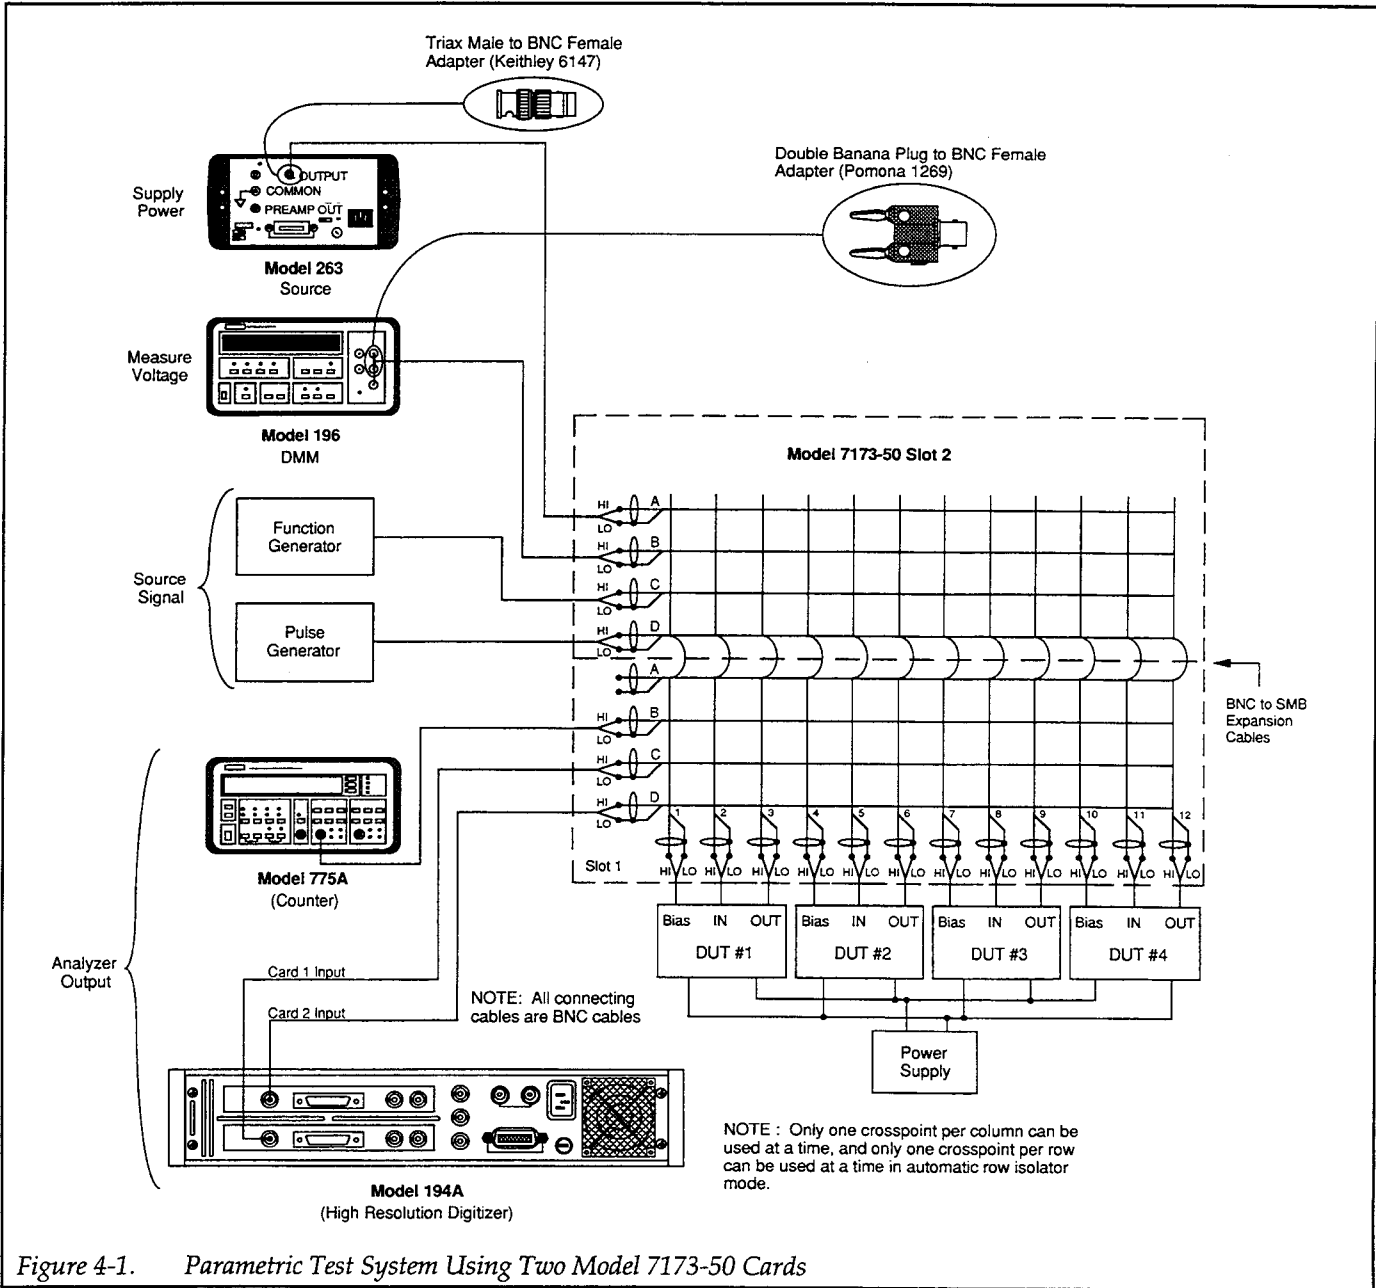 Triax Male to BNC Female
Adapter (Keithley 6147)
Double Banana Plug to BNC Female
Adapter (Pomona 1269)
Supply
Power
OUTPUT
COMMON
PREAMP OUT
Model 263
Source
Measure
Voltage
Model 196
DMM
Model 7173-50 Slot 2
Source
Signal
Function
Generator
Pulse
Generator
HI A
LO
HI B
LO
HI C
LO
HI D
LO
A
HI B
LO
HI C
LO
HI D
LO
BNC to SMB
Expansion
Cables
1 2 3 4 5 6 7 8 9 10 11 12
Slot 1
HI LO HI LO HI LO HI LO HI LO HI LO HI LO HI LO HI LO HI LO HI LO HI LO
Bias IN OUT
DUT #1
Bias IN OUT
DUT #2
Bias IN OUT
DUT #3
Bias IN OUT
DUT #4
Power
Supply
Analyzer
Output
Model 775A
(Counter)
Card 1 Input
Card 2 Input
NOTE: All connecting
cables are BNC cables
Model 194A
(High Resolution Digitizer)
NOTE : Only one crosspoint per column can be
used at a time, and only one crosspoint per row
can be used at a time in automatic row isolator
mode.
Figure 4-1. Parametric Test System Using Two Model 7173-50 Cards